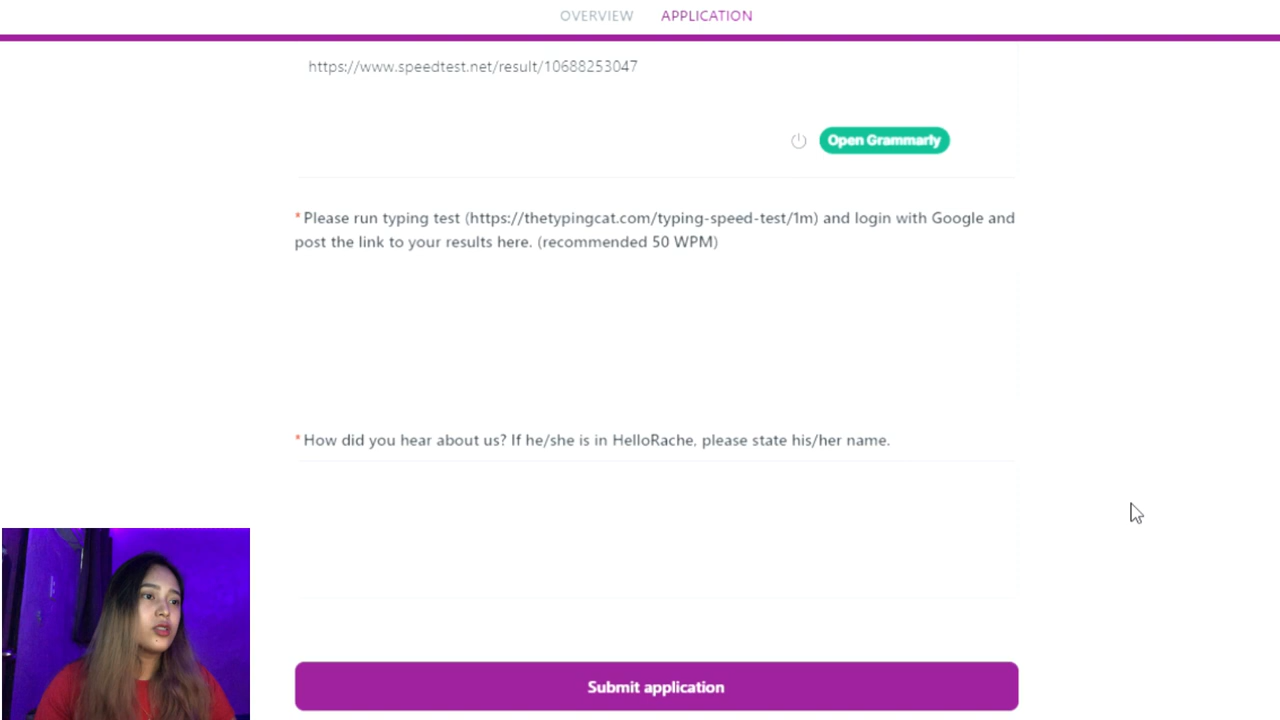 OVERVIEW APPLICATION
https://www.speedtest.net/result/10688253047
Open Grammarly
*Please run typing test (https://thetypingcat.com/typing-speed-test/1m) and login with Google and
post the link to your results here. (recommended 50 WPM)
*How did you hear about us? If he/she is in HelloRache, please state his/her name.
Submit application